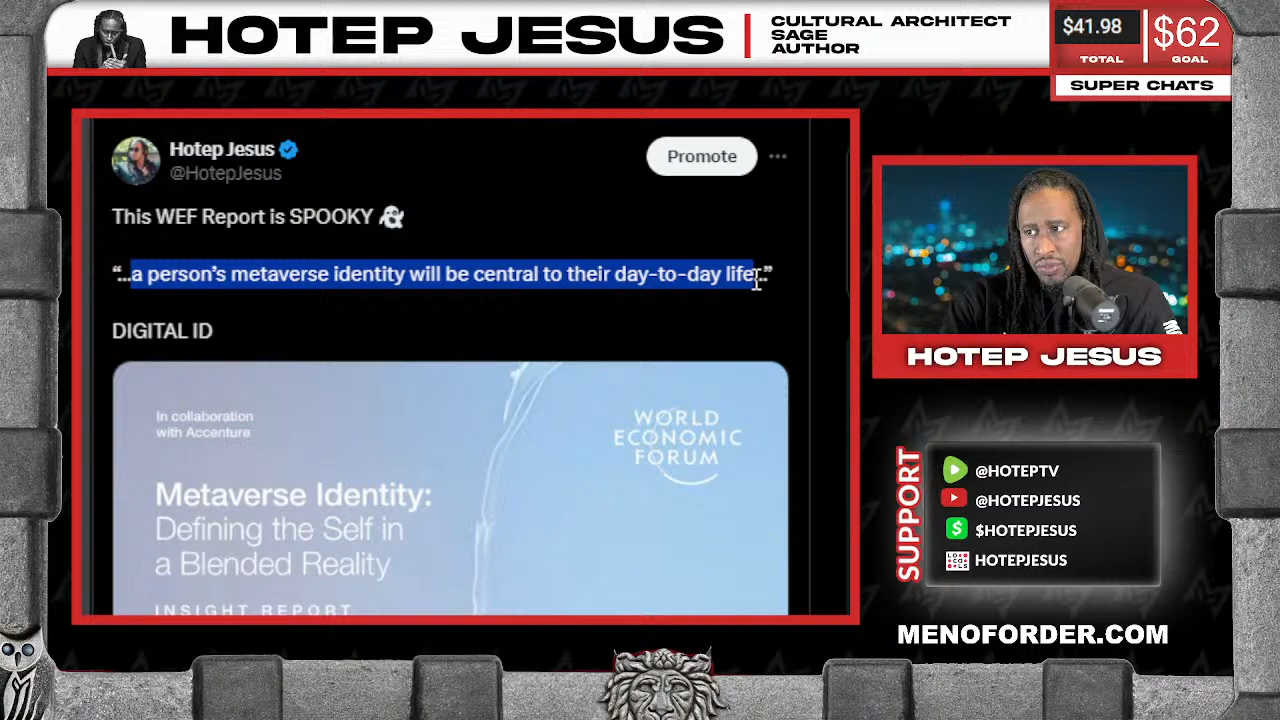 HOTEP JESUS
CULTURAL ARCHITECT
SAGE
AUTHOR
$41.98
TOTAL
$62
GOAL
SUPER CHATS
Hotep Jesus
@HotepJesus
Promote
This WEF Report is SPOOKY 👻
“...a person’s metaverse identity will be central to their day-to-day life...”
DIGITAL ID
In collaboration
with Accenture
WORLD
ECONOMIC
FORUM
Metaverse Identity:
Defining the Self in
a Blended Reality
INSIGHT REPORT
HOTEP JESUS
SUPPORT
@HOTEPTV
@HOTEPJESUS
$HOTEPJESUS
LOCALS
HOTEPJESUS
MENOFORDER.COM